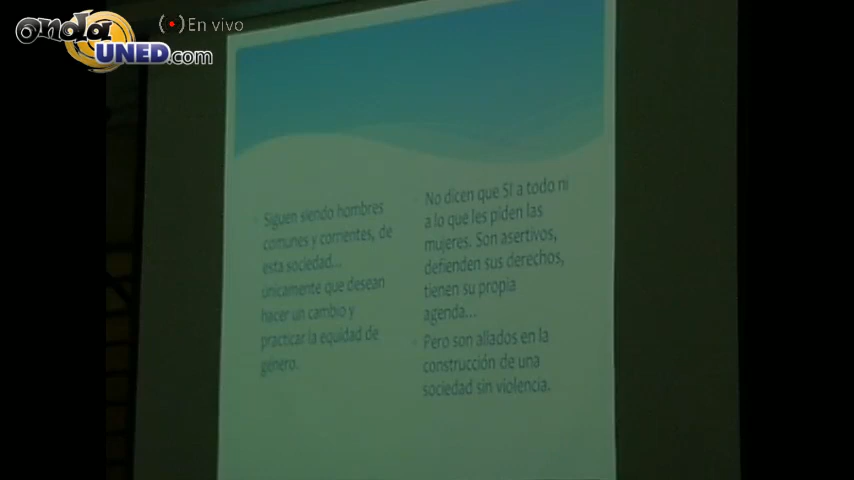 onda
UNED.com
(•)En vivo
Siguen siendo hombres
comunes y corrientes, de
esta sociedad...
únicamente que desean
hacer un cambio y
practicar la equidad de
género.
No dicen que SI a todo ni
a lo que les piden las
mujeres. Son asertivos,
defienden sus derechos,
tienen su propia
agenda...
Pero son aliados en la
construcción de una
sociedad sin violencia.